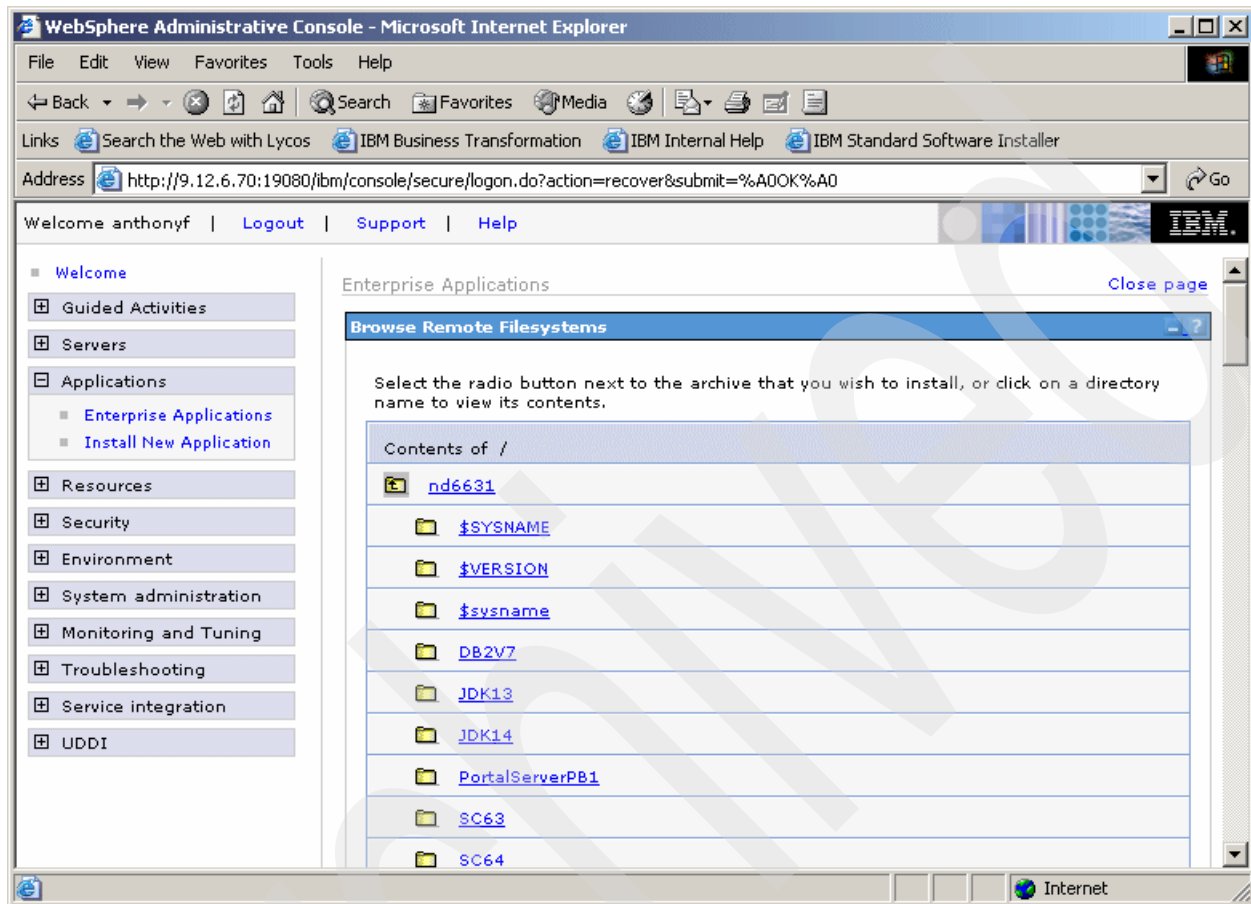 WebSphere Administrative Console - Microsoft Internet Explorer
File Edit View Favorites Tools Help
Back Search Favorites Media
Links Search the Web with Lycos IBM Business Transformation IBM Internal Help IBM Standard Software Installer
Address http://9.12.6.70:19080/ibm/console/secure/logon.do?action=recover&submit=%A0OK%A0 Go
Welcome anthonyf | Logout | Support | Help IBM.
Welcome
Guided Activities
Servers
Applications
Enterprise Applications
Install New Application
Resources
Security
Environment
System administration
Monitoring and Tuning
Troubleshooting
Service integration
UDDI
Enterprise Applications Close page
Browse Remote Filesystems - ?
Select the radio button next to the archive that you wish to install, or click on a directory
name to view its contents.
Contents of /
nd6631
$SYSNAME
$VERSION
$sysname
DB2V7
JDK13
JDK14
PortalServerPB1
SC63
SC64
Internet